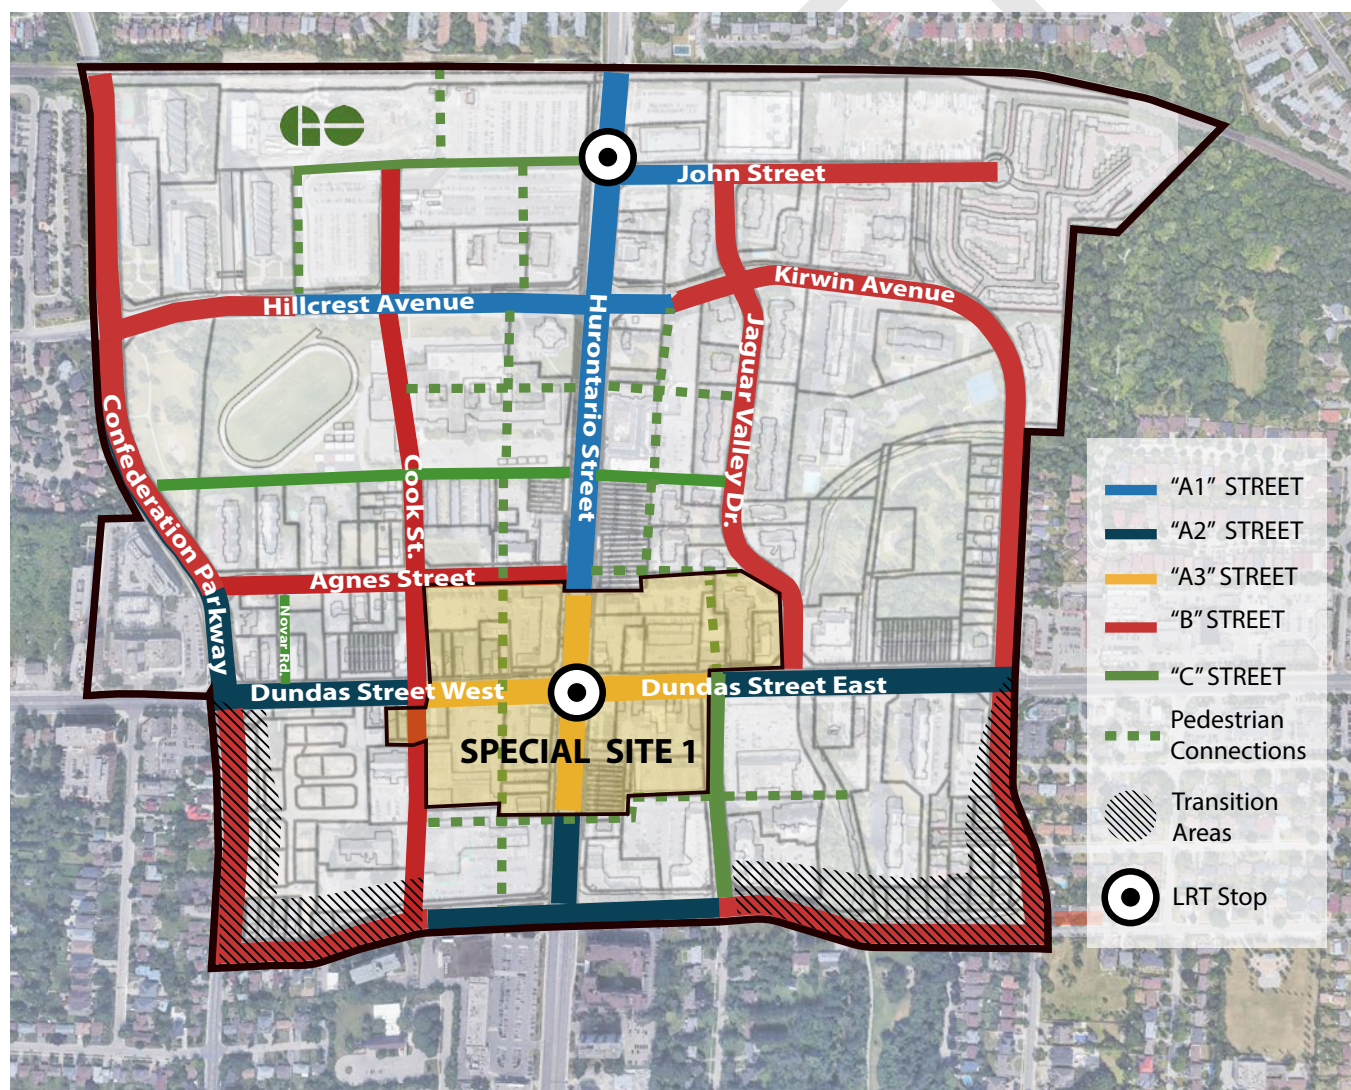 GO
John Street
Kirwin Avenue
Hillcrest Avenue
Hurontario Street
Jaguar Valley Dr.
Confederation Parkway
Cook St.
Agnes Street
Novar Rd.
Dundas Street West
Dundas Street East
SPECIAL SITE 1
“A1” STREET
“A2” STREET
“A3” STREET
“B” STREET
“C” STREET
Pedestrian
Connections
Transition
Areas
LRT Stop